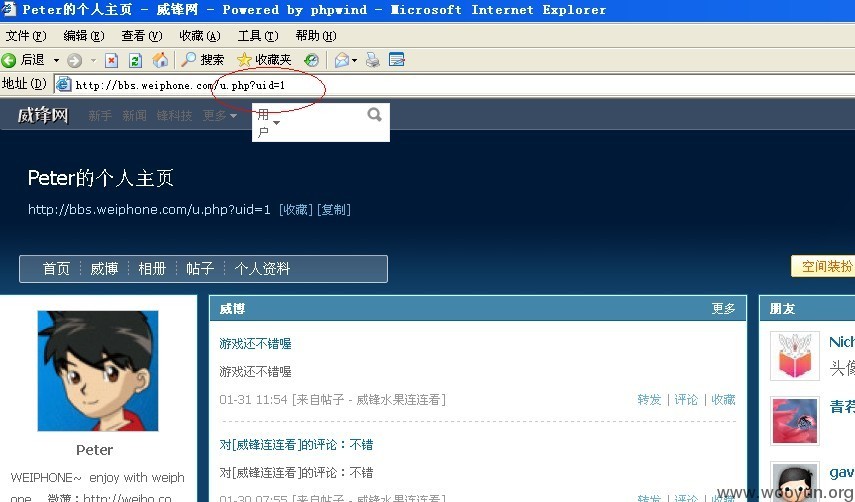 Peter的个人主页 - 威锋网 - Powered by phpwind - Microsoft Internet Explorer
文件(F) 编辑(E) 查看(V) 收藏(A) 工具(T) 帮助(H)
后退 搜索 收藏夹
地址(D) http://bbs.weiphone.com/u.php?uid=1
威锋网 新手 新闻 锋科技 更多 用户
Peter的个人主页
http://bbs.weiphone.com/u.php?uid=1 [收藏] [复制]
首页 威博 相册 帖子 个人资料 空间装扮
Peter
WEIPHONE~ enjoy with weiph
one 微薄：http://weibo.co
威博 更多
游戏还不错喔
游戏还不错喔
01-31 11:54 [来自帖子 - 威锋水果连连看] 转发 | 评论 | 收藏
对[威锋连连看]的评论：不错
对[威锋连连看]的评论：不错
01-30 07:55 [来自帖子 - 威锋连连看] 转发 | 评论 | 收藏
朋友
Nich
头像
青荇
gav
www.wooyun.org